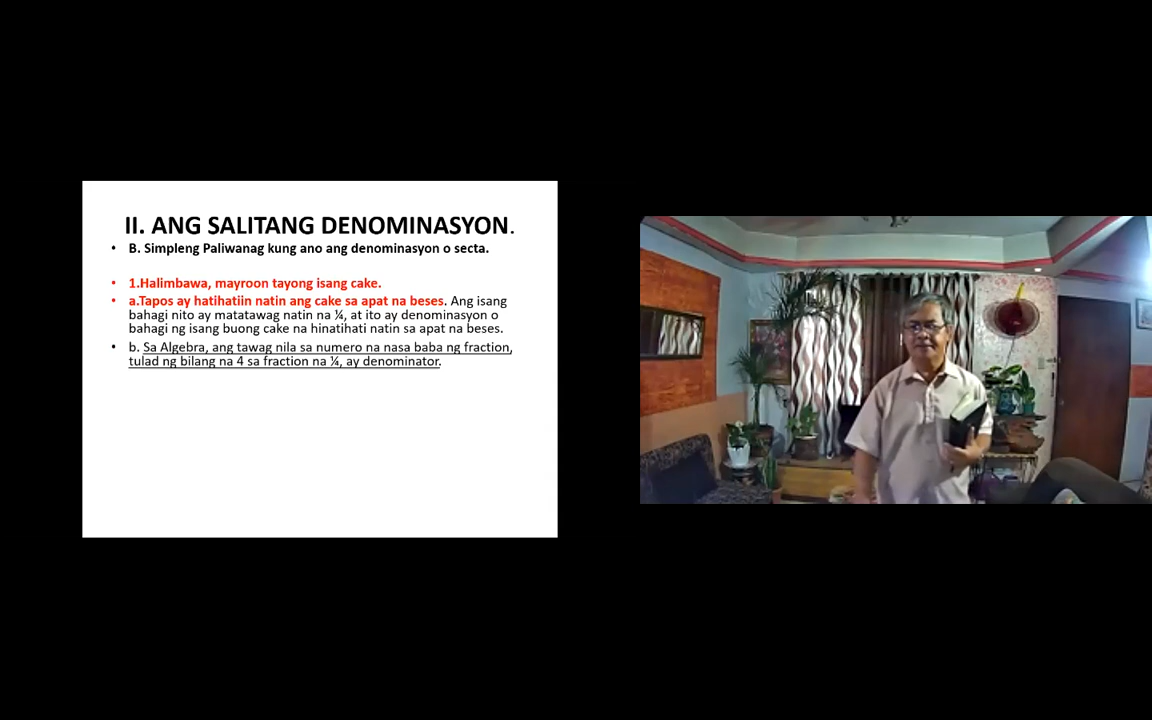 II. ANG SALITANG DENOMINASYON.
• B. Simpleng Paliwanag kung ano ang denominasyon o secta.
• 1.Halimbawa, mayroon tayong isang cake.
• a.Tapos ay hatihatiin natin ang cake sa apat na beses. Ang isang
bahagi nito ay matatawag natin na ¼, at ito ay denominasyon o
bahagi ng isang buong cake na hinatihati natin sa apat na beses.
• b. Sa Algebra, ang tawag nila sa numero na nasa baba ng fraction,
tulad ng bilang na 4 sa fraction na ¼, ay denominator.